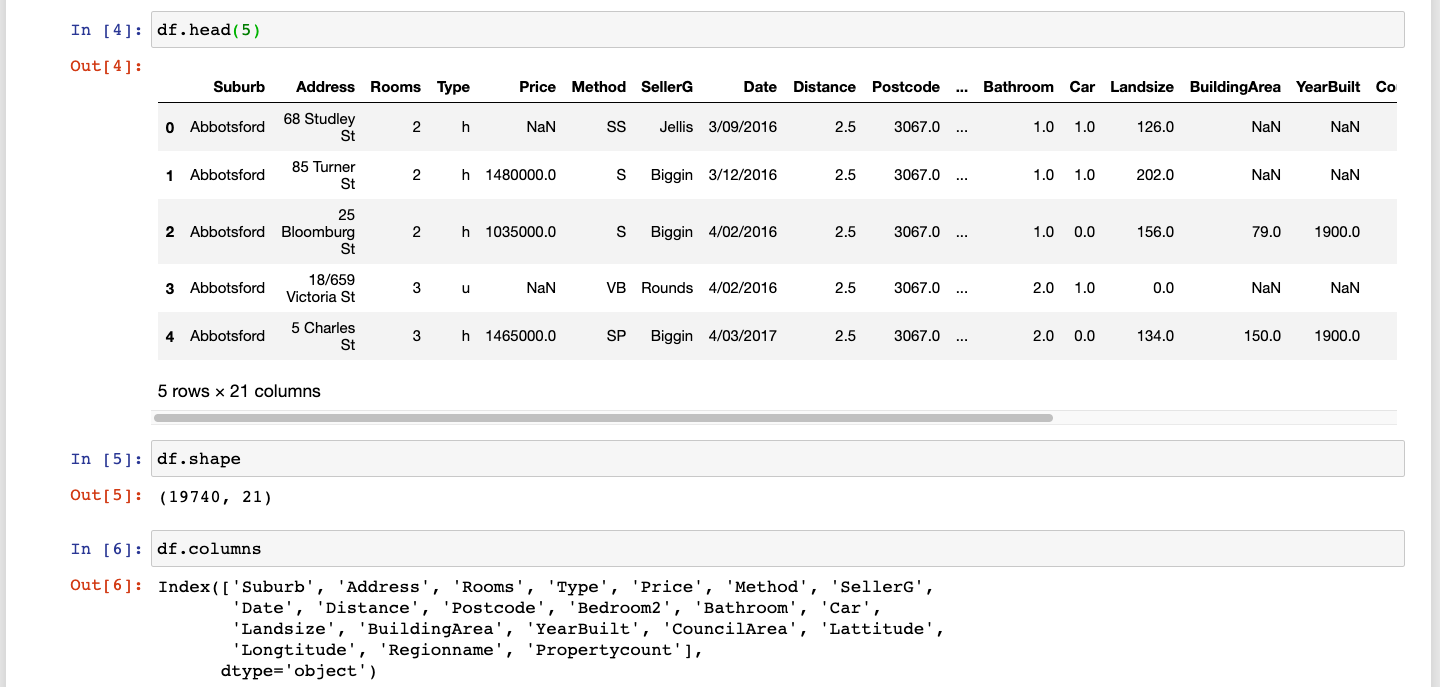 In [4]: df.head(5)
Out[4]:
Suburb Address Rooms Type Price Method SellerG Date Distance Postcode ... Bathroom Car Landsize BuildingArea YearBuilt
0 Abbotsford 68 Studley St 2 h NaN SS Jellis 3/09/2016 2.5 3067.0 ... 1.0 1.0 126.0 NaN NaN
1 Abbotsford 85 Turner St 2 h 1480000.0 S Biggin 3/12/2016 2.5 3067.0 ... 1.0 1.0 202.0 NaN NaN
2 Abbotsford 25 Bloomburg St 2 h 1035000.0 S Biggin 4/02/2016 2.5 3067.0 ... 1.0 0.0 156.0 79.0 1900.0
3 Abbotsford 18/659 Victoria St 3 u NaN VB Rounds 4/02/2016 2.5 3067.0 ... 2.0 1.0 0.0 NaN NaN
4 Abbotsford 5 Charles St 3 h 1465000.0 SP Biggin 4/03/2017 2.5 3067.0 ... 2.0 0.0 134.0 150.0 1900.0
5 rows × 21 columns
In [5]: df.shape
Out[5]: (19740, 21)
In [6]: df.columns
Out[6]: Index(['Suburb', 'Address', 'Rooms', 'Type', 'Price', 'Method', 'SellerG',
'Date', 'Distance', 'Postcode', 'Bedroom2', 'Bathroom', 'Car',
'Landsize', 'BuildingArea', 'YearBuilt', 'CouncilArea', 'Lattitude',
'Longtitude', 'Regionname', 'Propertycount'],
dtype='object')